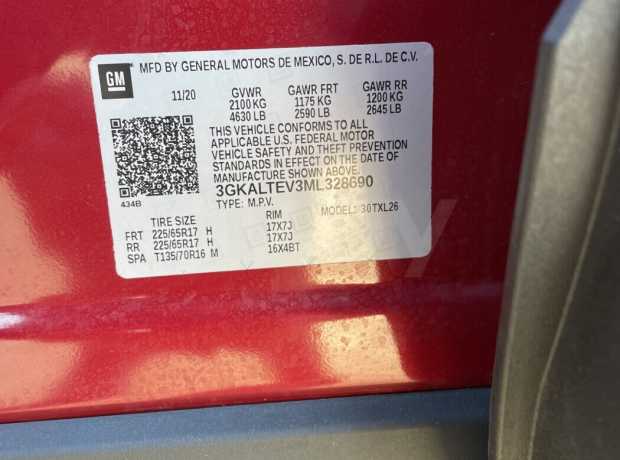 GM
MFD BY GENERAL MOTORS DE MEXICO, S. DE R.L. DE C.V.
11/20 GVWR GAWR FRT GAWR RR
2100 KG 1175 KG 1200 KG
4630 LB 2590 LB 2645 LB
THIS VEHICLE CONFORMS TO ALL
APPLICABLE U.S. FEDERAL MOTOR
VEHICLE SAFETY AND THEFT PREVENTION
STANDARDS IN EFFECT ON THE DATE OF
MANUFACTURE SHOWN ABOVE.
434B 3GKALTEV3ML328690
TYPE: M.P.V. MODEL: 30TXL26
TIRE SIZE RIM
FRT 225/65R17 H 17X7J
RR 225/65R17 H 17X7J
SPA T135/70R16 M 16X4BT